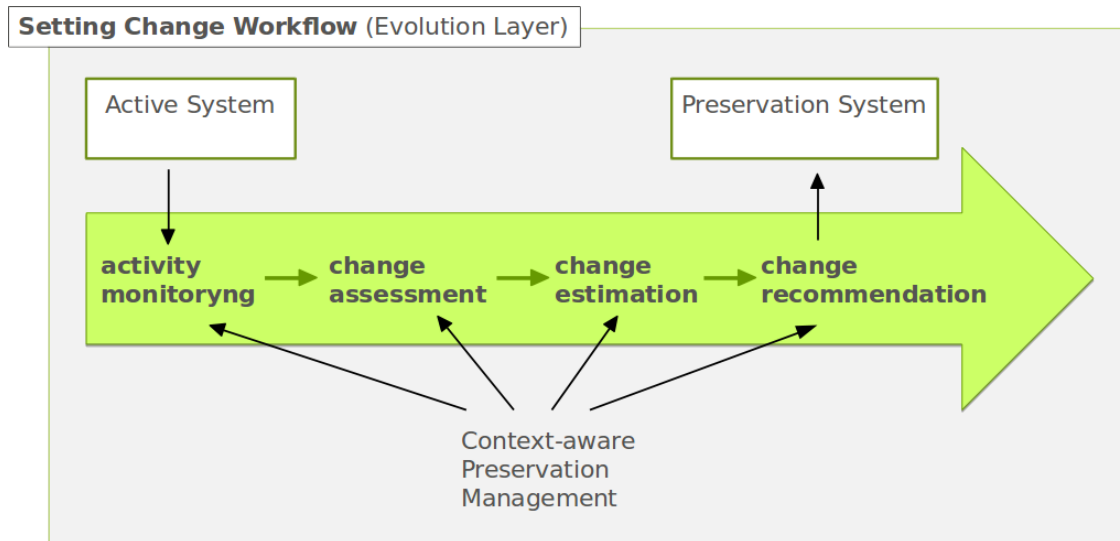 Setting Change Workflow (Evolution Layer)
Active System
Preservation System
activity
monitoryng
change
assessment
change
estimation
change
recommendation
Context-aware
Preservation
Management